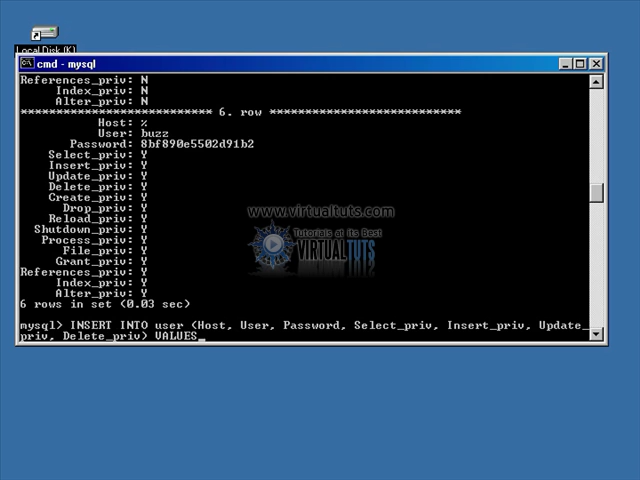 Local Disk (K)
cmd - mysql
References_priv: N
Index_priv: N
Alter_priv: N
*************************** 6. row ***************************
Host: %
User: buzz
Password: 8bf890e5502d91b2
Select_priv: Y
Insert_priv: Y
Update_priv: Y
Delete_priv: Y
Create_priv: Y
Drop_priv: Y
Reload_priv: Y
Shutdown_priv: Y
Process_priv: Y
File_priv: Y
Grant_priv: Y
References_priv: Y
Index_priv: Y
Alter_priv: Y
6 rows in set (0.03 sec)
mysql> INSERT INTO user (Host, User, Password, Select_priv, Insert_priv, Update_
priv, Delete_priv) VALUES_
www.virtualtuts.com
Tutorials at its Best
VIRTUALTUTS